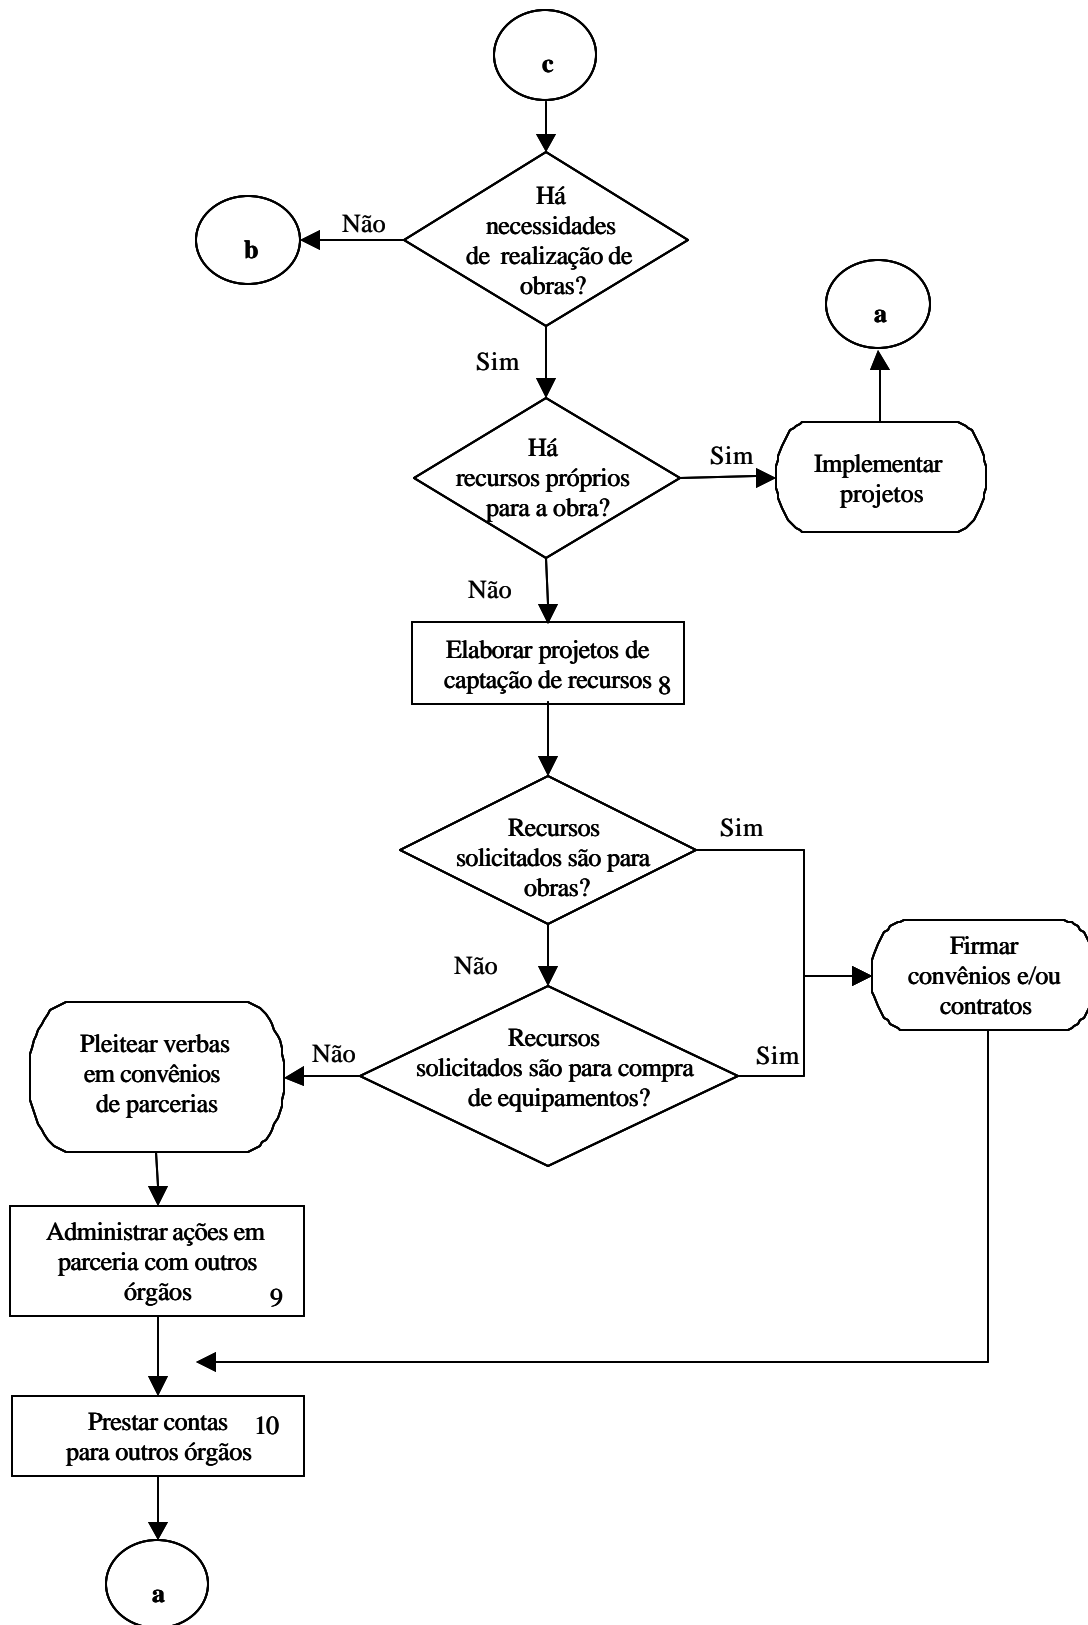 c
Há
necessidades
de realização de
obras?
Não
b
a
Sim
Há
recursos próprios
para a obra?
Sim
Implementar
projetos
Não
Elaborar projetos de
captação de recursos 8
Recursos
solicitados são para
obras?
Sim
Não
Firmar
convênios e/ou
contratos
Recursos
solicitados são para compra
de equipamentos?
Sim
Não
Pleitear verbas
em convênios
de parcerias
Administrar ações em
parceria com outros
órgãos 9
Prestar contas 10
para outros órgãos
a